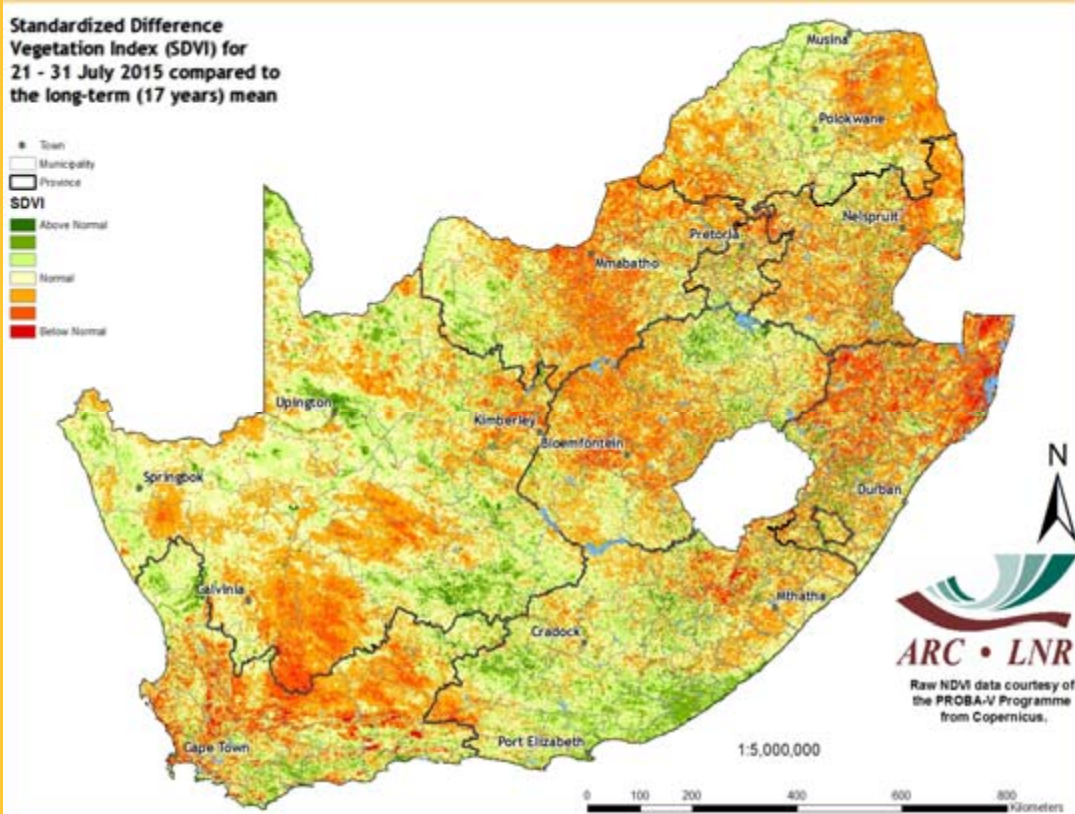 Standardized Difference
Vegetation Index (SDVI) for
21 - 31 July 2015 compared to
the long-term (17 years) mean
Town
Municipality
Province
SDVI
Above Normal
Normal
Below Normal
Musina
Polokwane
Nelspruit
Pretoria
Mmabatho
Upington
Kimberley
Bloemfontein
Springbok
Durban
Calvinia
Mthatha
Cradock
Cape Town
Port Elizabeth
N
ARC • LNR
Raw NDVI data courtesy of
the PROBA-V Programme
from Copernicus.
1:5,000,000
0 100 200 400 600 800
Kilometers